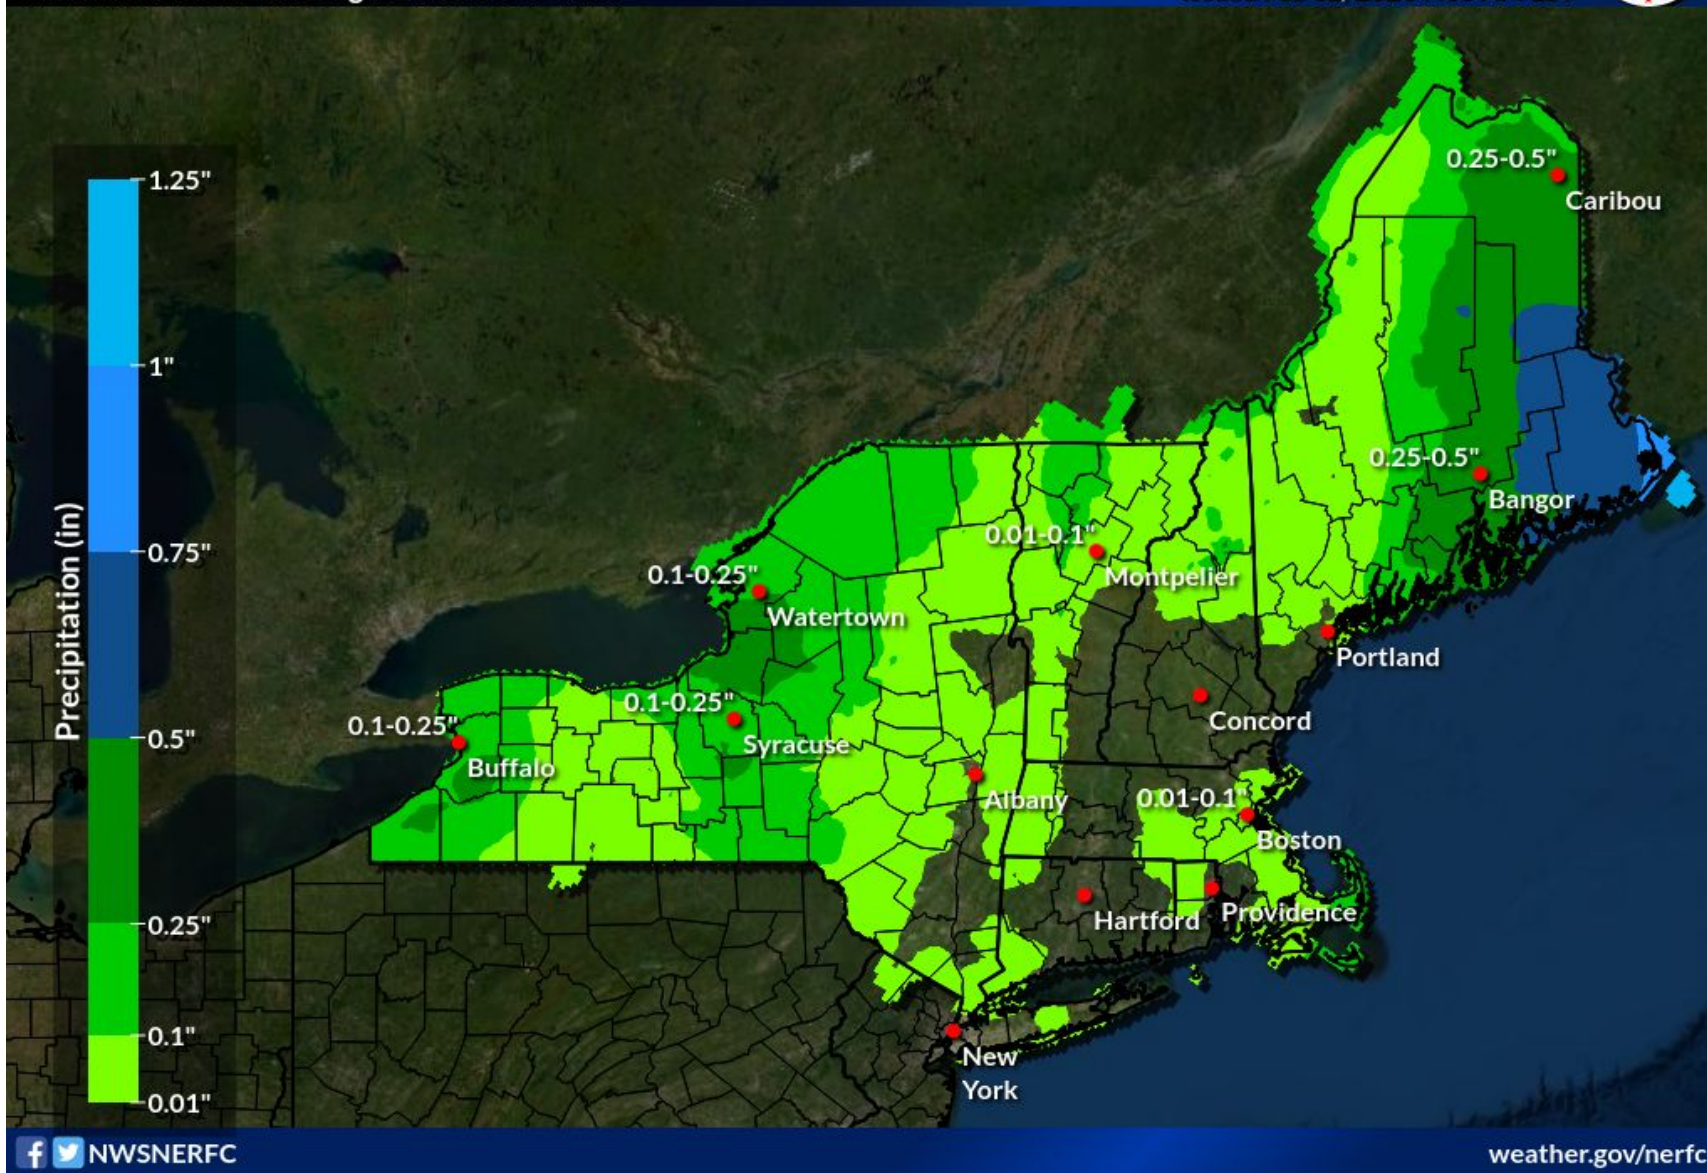 1.25"
1"
0.75"
0.5"
0.25"
0.1"
0.01"
Precipitation (in)
0.25-0.5"
Caribou
0.25-0.5"
Bangor
0.01-0.1"
Montpelier
0.1-0.25"
Watertown
Portland
0.1-0.25"
Syracuse
Concord
0.1-0.25"
Buffalo
Albany
0.01-0.1"
Boston
Hartford
Providence
New
York
NWSNERFC
weather.gov/nerfc